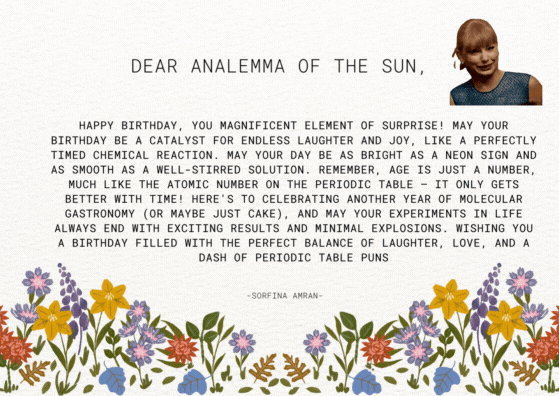 DEAR ANALEMMA OF THE SUN,
HAPPY BIRTHDAY, YOU MAGNIFICENT ELEMENT OF SURPRISE! MAY YOUR
BIRTHDAY BE A CATALYST FOR ENDLESS LAUGHTER AND JOY, LIKE A PERFECTLY
TIMED CHEMICAL REACTION. MAY YOUR DAY BE AS BRIGHT AS A NEON SIGN AND
AS SMOOTH AS A WELL-STIRRED SOLUTION. REMEMBER, AGE IS JUST A NUMBER,
MUCH LIKE THE ATOMIC NUMBER ON THE PERIODIC TABLE – IT ONLY GETS
BETTER WITH TIME! HERE'S TO CELEBRATING ANOTHER YEAR OF MOLECULAR
GASTRONOMY (OR MAYBE JUST CAKE), AND MAY YOUR EXPERIMENTS IN LIFE
ALWAYS END WITH EXCITING RESULTS AND MINIMAL EXPLOSIONS. WISHING YOU
A BIRTHDAY FILLED WITH THE PERFECT BALANCE OF LAUGHTER, LOVE, AND A
DASH OF PERIODIC TABLE PUNS
-SORFINA AMRAN-